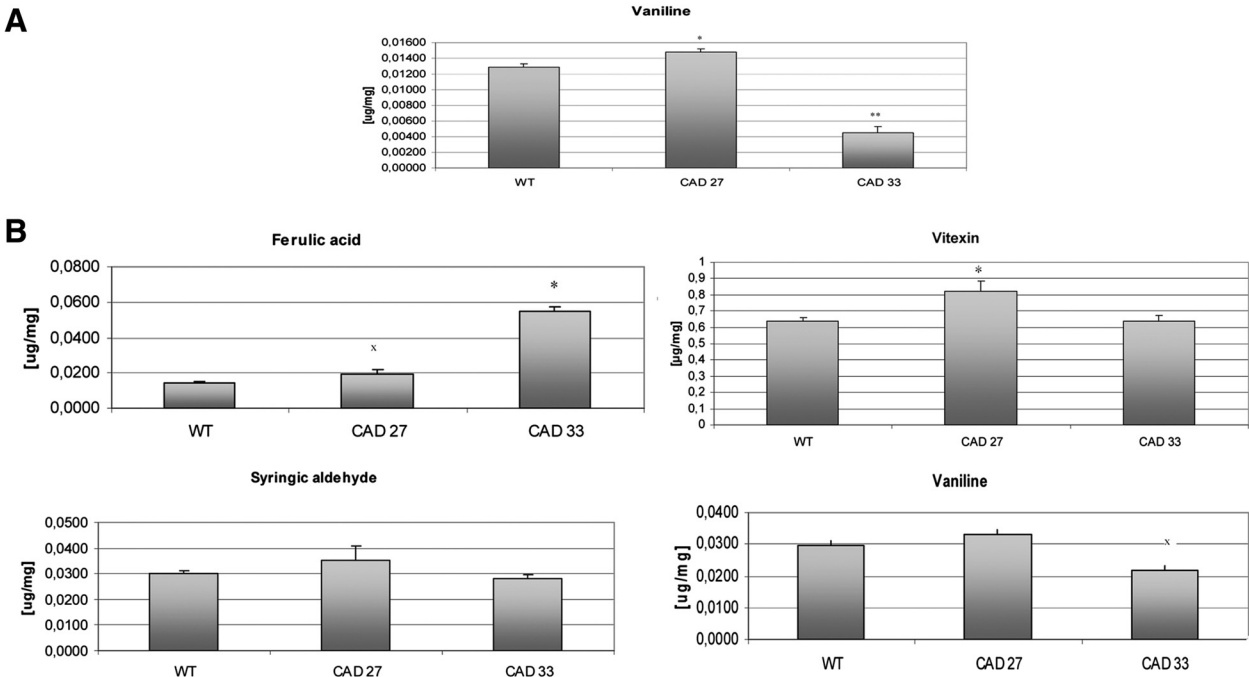 A
Vaniline
[ug/mg]
0,01600
0,01400
0,01200
0,01000
0,00800
0,00600
0,00400
0,00200
0,00000
*
**
WT CAD 27 CAD 33
B
Ferulic acid
[ug/mg]
0,0800
0,0600
0,0400
0,0200
0,0000
x
*
WT CAD 27 CAD 33
Vitexin
[µg/mg]
1
0,9
0,8
0,7
0,6
0,5
0,4
0,3
0,2
0,1
0
*
WT CAD 27 CAD 33
Syringic aldehyde
[ug/mg]
0,0500
0,0400
0,0300
0,0200
0,0100
0,0000
WT CAD 27 CAD 33
Vaniline
[ug/mg]
0,0400
0,0300
0,0200
0,0100
0,0000
x
WT CAD 27 CAD 33